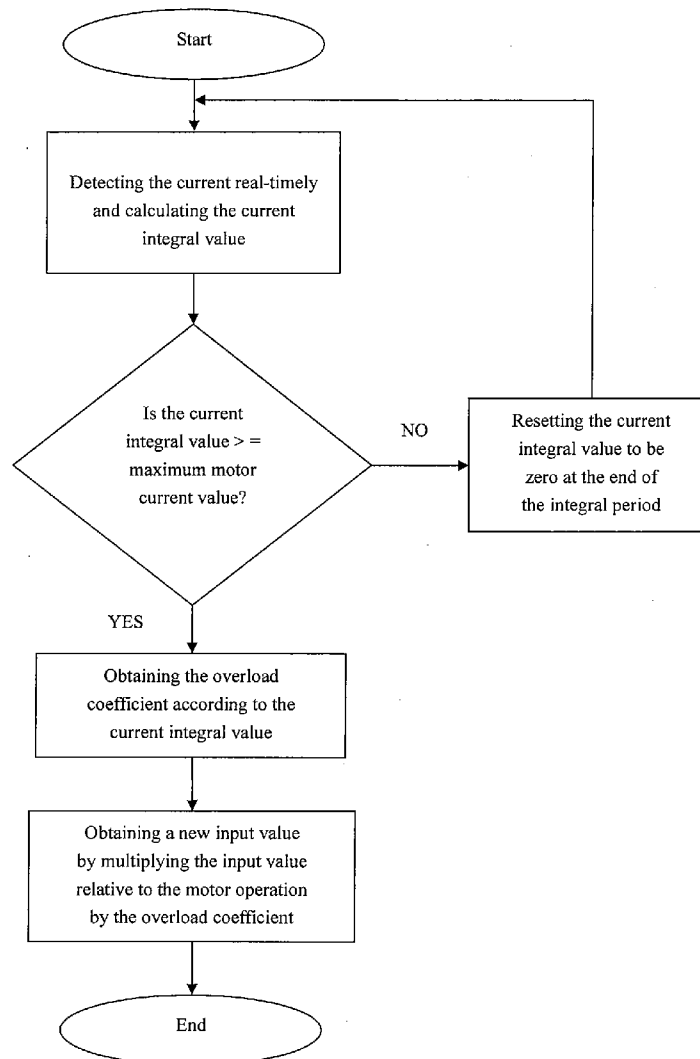 Start
Detecting the current real-timely
and calculating the current
integral value
Is the current
integral value > =
maximum motor
current value?
NO
Resetting the current
integral value to be
zero at the end of
the integral period
YES
Obtaining the overload
coefficient according to the
current integral value
Obtaining a new input value
by multiplying the input value
relative to the motor operation
by the overload coefficient
End